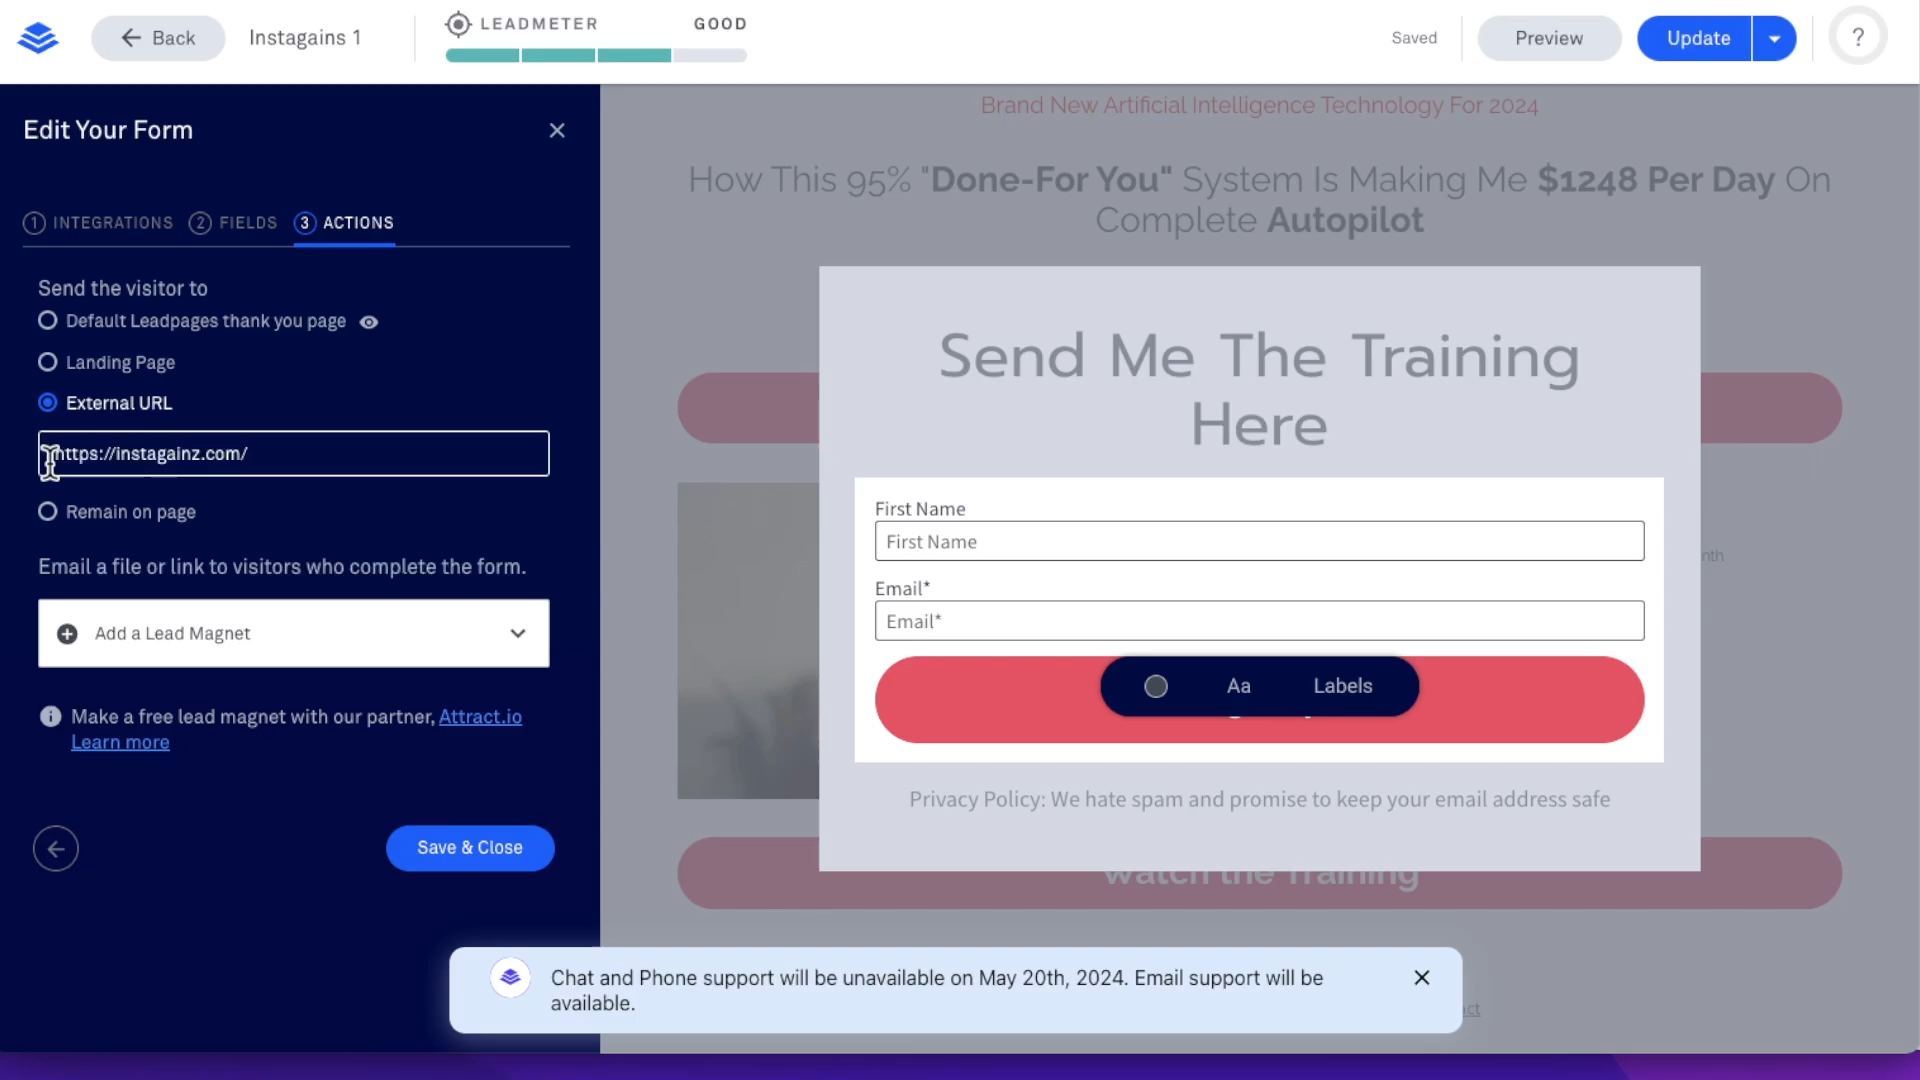 Back
Instagains 1
LEADMETER
GOOD
Saved
Preview
Update
?
Edit Your Form
1 INTEGRATIONS
2 FIELDS
3 ACTIONS
Send the visitor to
Default Leadpages thank you page
Landing Page
External URL
https://instagainz.com/
Remain on page
Email a file or link to visitors who complete the form.
Add a Lead Magnet
Make a free lead magnet with our partner, Attract.io
Learn more
Save & Close
Brand New Artificial Intelligence Technology For 2024
How This 95% "Done-For You" System Is Making Me $1248 Per Day On
Complete Autopilot
Send Me The Training
Here
First Name
First Name
Email*
Email*
Aa
Labels
Privacy Policy: We hate spam and promise to keep your email address safe
Watch the Training
Chat and Phone support will be unavailable on May 20th, 2024. Email support will be
available.